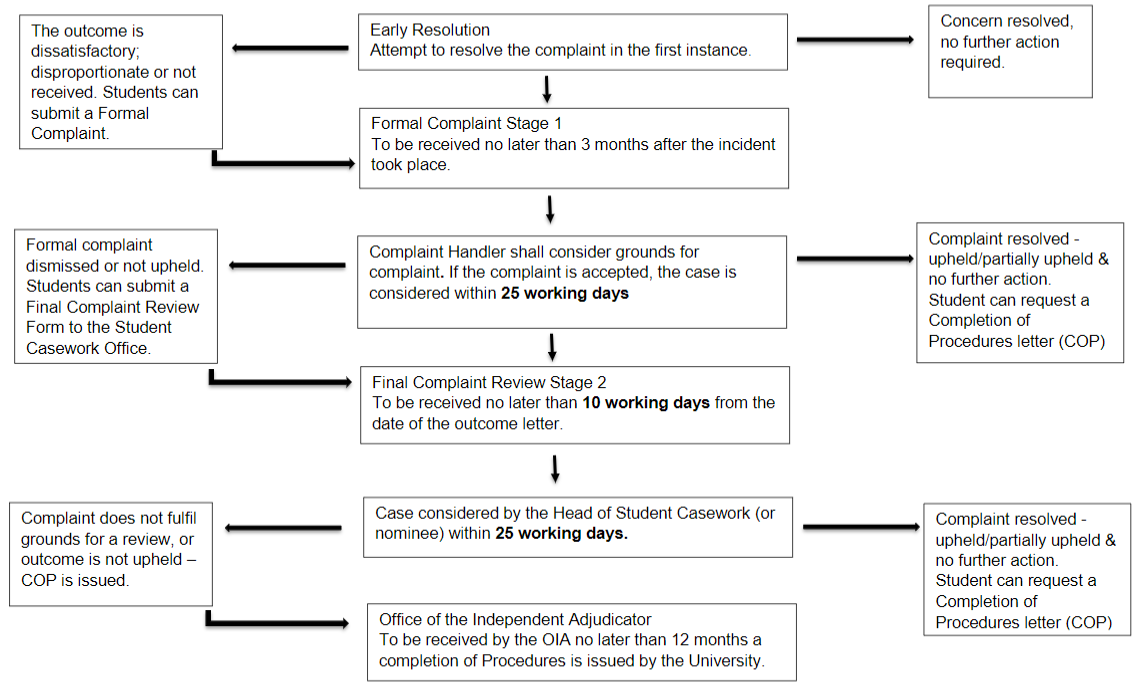 The outcome is
dissatisfactory;
disproportionate or not
received. Students can
submit a Formal
Complaint.
Early Resolution
Attempt to resolve the complaint in the first instance.
Concern resolved,
no further action
required.
Formal Complaint Stage 1
To be received no later than 3 months after the incident
took place.
Formal complaint
dismissed or not upheld.
Students can submit a
Final Complaint Review
Form to the Student
Casework Office.
Complaint Handler shall consider grounds for
complaint. If the complaint is accepted, the case is
considered within 25 working days
Complaint resolved -
upheld/partially upheld &
no further action.
Student can request a
Completion of
Procedures letter (COP)
Final Complaint Review Stage 2
To be received no later than 10 working days from the
date of the outcome letter.
Complaint does not fulfil
grounds for a review, or
outcome is not upheld –
COP is issued.
Case considered by the Head of Student Casework (or
nominee) within 25 working days.
Complaint resolved -
upheld/partially upheld &
no further action.
Student can request a
Completion of
Procedures letter (COP)
Office of the Independent Adjudicator
To be received by the OIA no later than 12 months a
completion of Procedures is issued by the University.